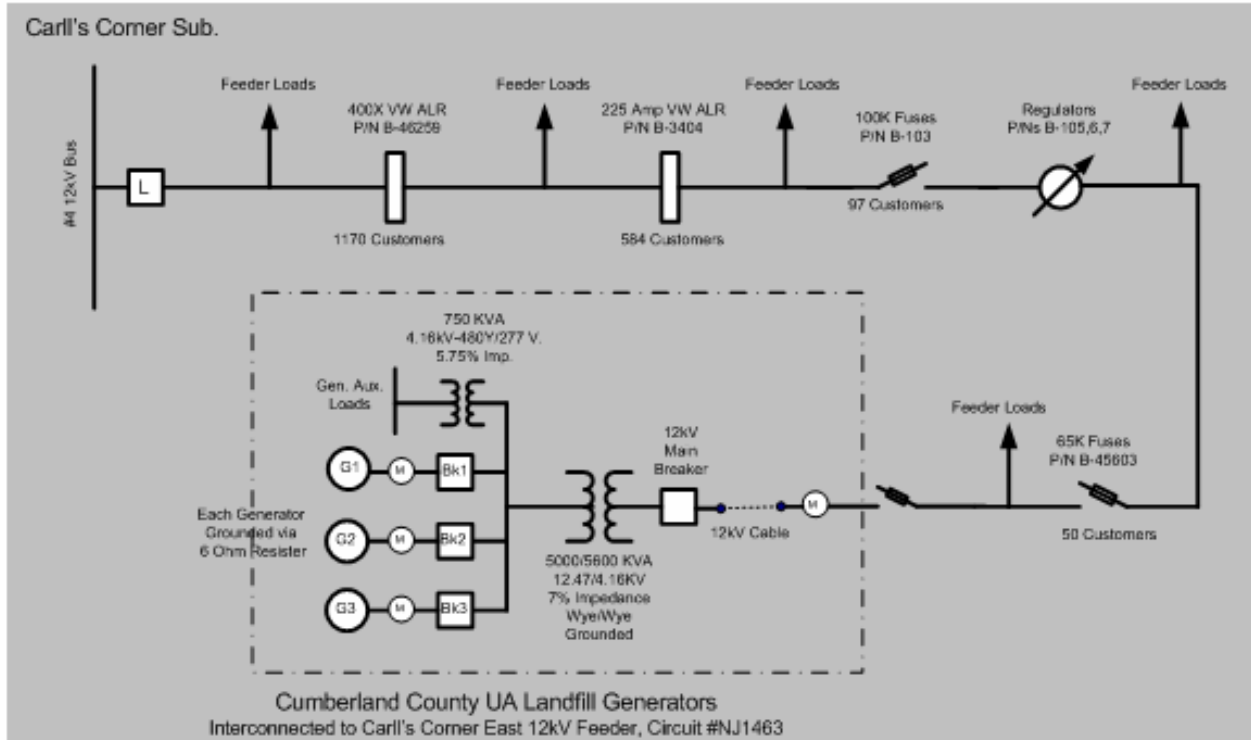 Carll's Corner Sub.
Feeder Loads
Feeder Loads
Feeder Loads
Feeder Loads
400X VW ALR
P/N B-46259
225 Amp VW ALR
P/N B-3404
100K Fuses
P/N B-103
Regulators
P/Ns B-105,6,7
#4 12kV Bus
L
97 Customers
1170 Customers
584 Customers
750 KVA
4.16kV-480Y/277 V.
5.75% Imp.
Gen. Aux.
Loads
Feeder Loads
12kV
Main
Breaker
65K Fuses
P/N B-45603
G1
M
Bk1
Each Generator
Grounded via
6 Ohm Resister
G2
M
Bk2
M
12kV Cable
50 Customers
5000/5600 KVA
12.47/4.16KV
7% Impedance
Wye/Wye
Grounded
G3
M
Bk3
Cumberland County UA Landfill Generators
Interconnected to Carll's Corner East 12kV Feeder, Circuit #NJ1463